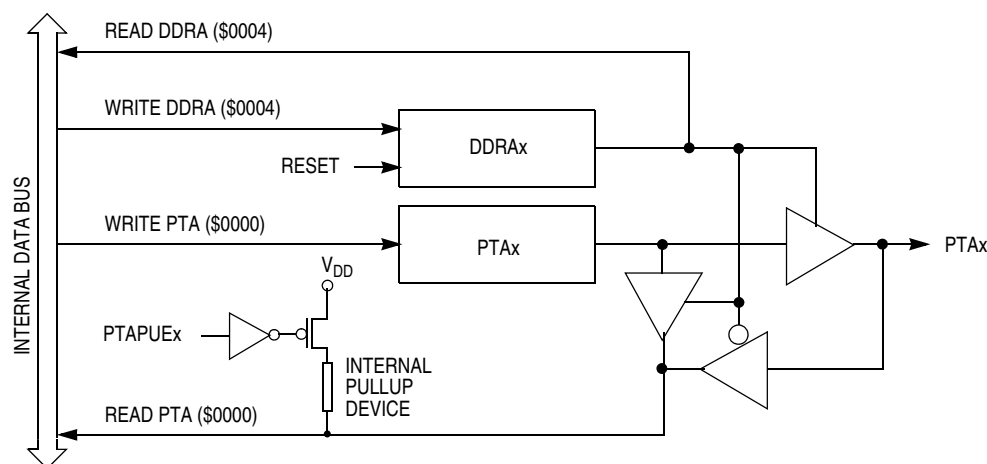 READ DDRA ($0004)
WRITE DDRA ($0004)
DDRAx
RESET
INTERNAL DATA BUS
WRITE PTA ($0000)
PTAx
PTAx
VDD
PTAPUEx
INTERNAL
PULLUP
DEVICE
READ PTA ($0000)